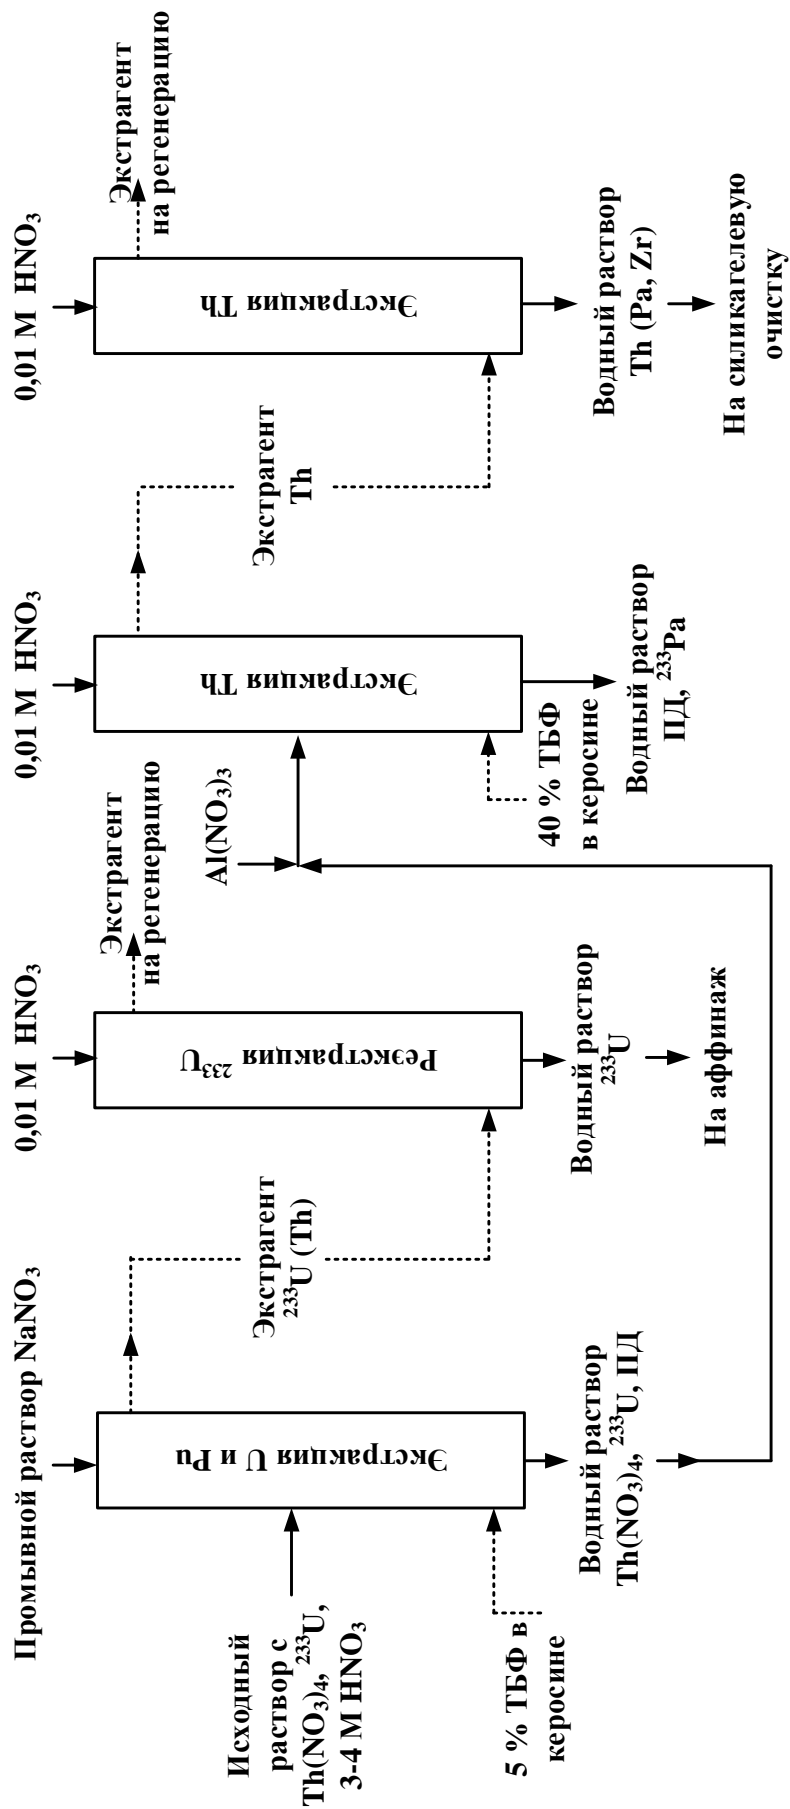 Промывной раствор NaNO3
Исходный
раствор с
Th(NO3)4, 233U,
3-4 M HNO3
5 % ТБФ в
керосине
Экстракция U и Pu
Водный раствор
Th(NO3)4, 233U, ПД
Экстрагент
233U (Th)
0,01 M HNO3
Реэкстракция 233U
Экстрагент
на регенерацию
Водный раствор
233U
На аффинаж
Al(NO3)3
0,01 M HNO3
Экстракция Th
40 % ТБФ
в керосине
Водный раствор
ПД, 233Pa
Экстрагент
Th
0,01 M HNO3
Экстракция Th
Экстрагент
на регенерацию
Водный раствор
Th (Pa, Zr)
На силикагелевую
очистку